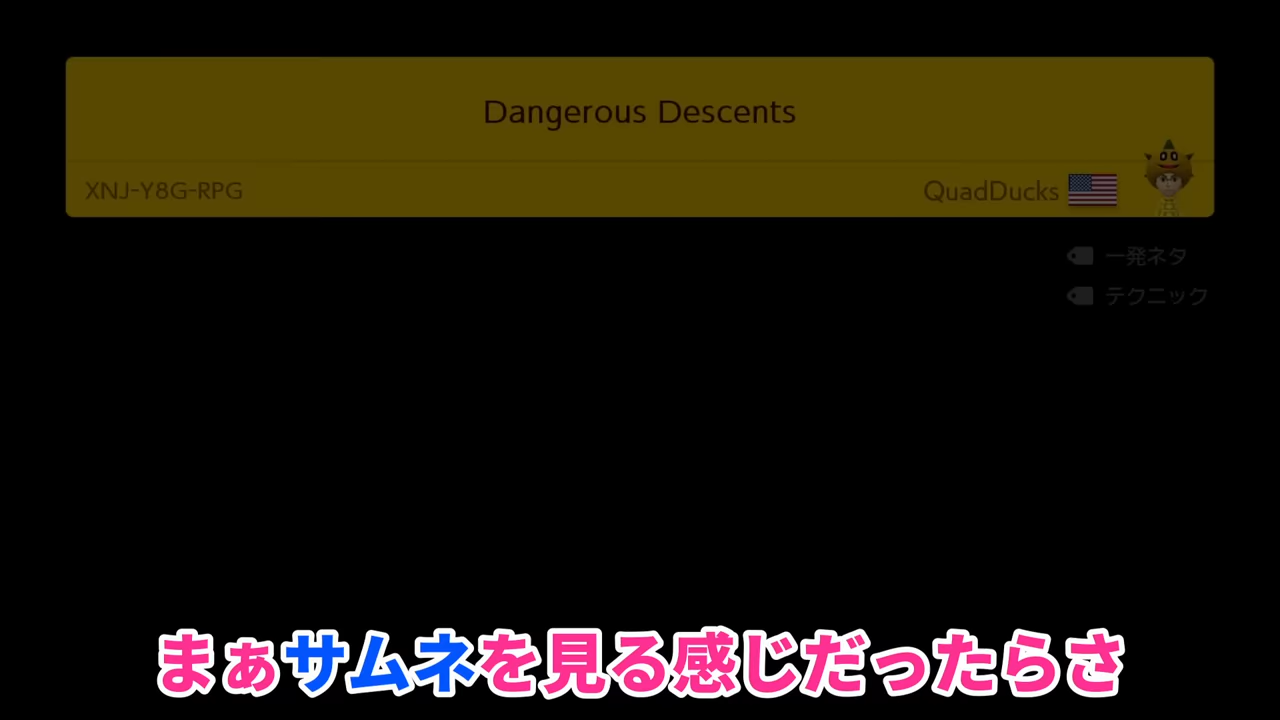 Dangerous Descents
XNJ-Y8G-RPG
QuadDucks
一発ネタ
テクニック
まぁサムネを見る感じだったらさ